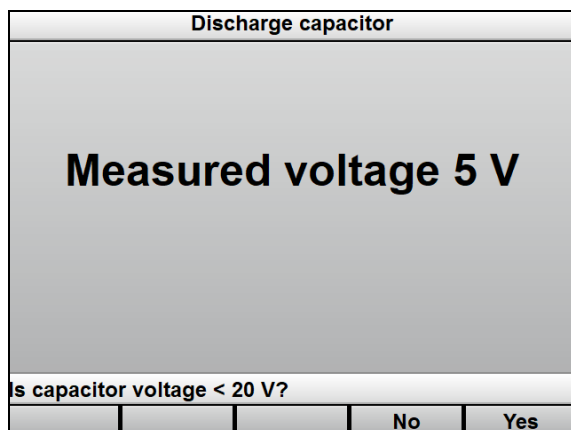 Discharge capacitor
Measured voltage 5 V
Is capacitor voltage < 20 V?
No Yes